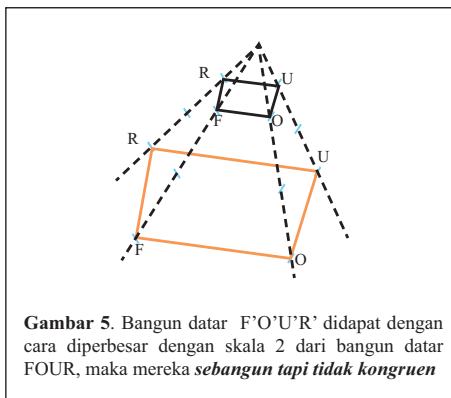 R U
F O
R U
F O
Gambar 5. Bangun datar F'O'U'R' didapat dengan
cara diperbesar dengan skala 2 dari bangun datar
FOUR, maka mereka sebangun tapi tidak kongruen